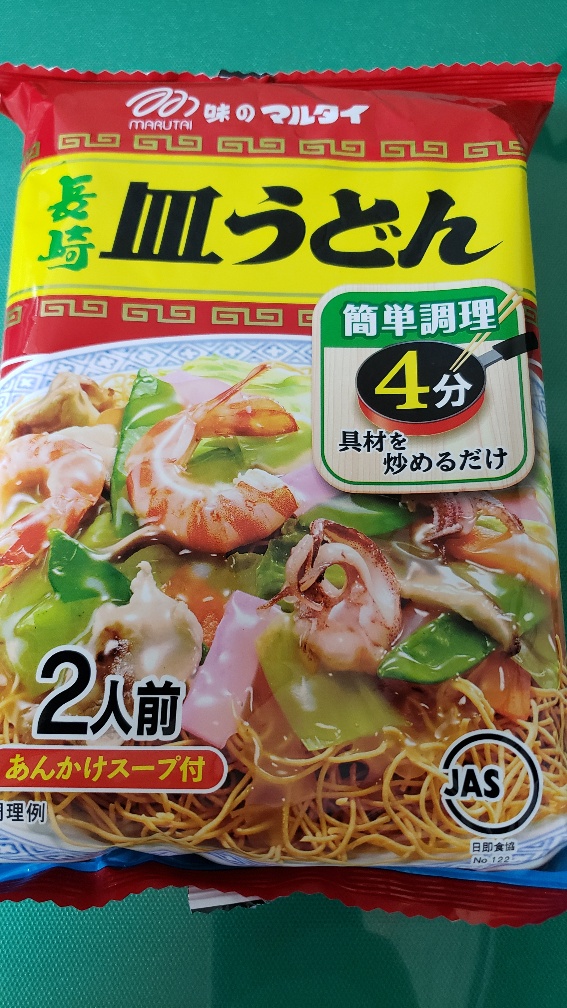 MARUTAI
味のマルタイ
長崎
皿うどん
簡単調理
4分
具材を
炒めるだけ
2人前
あんかけスープ付
調理例
JAS
日即食協
No 122